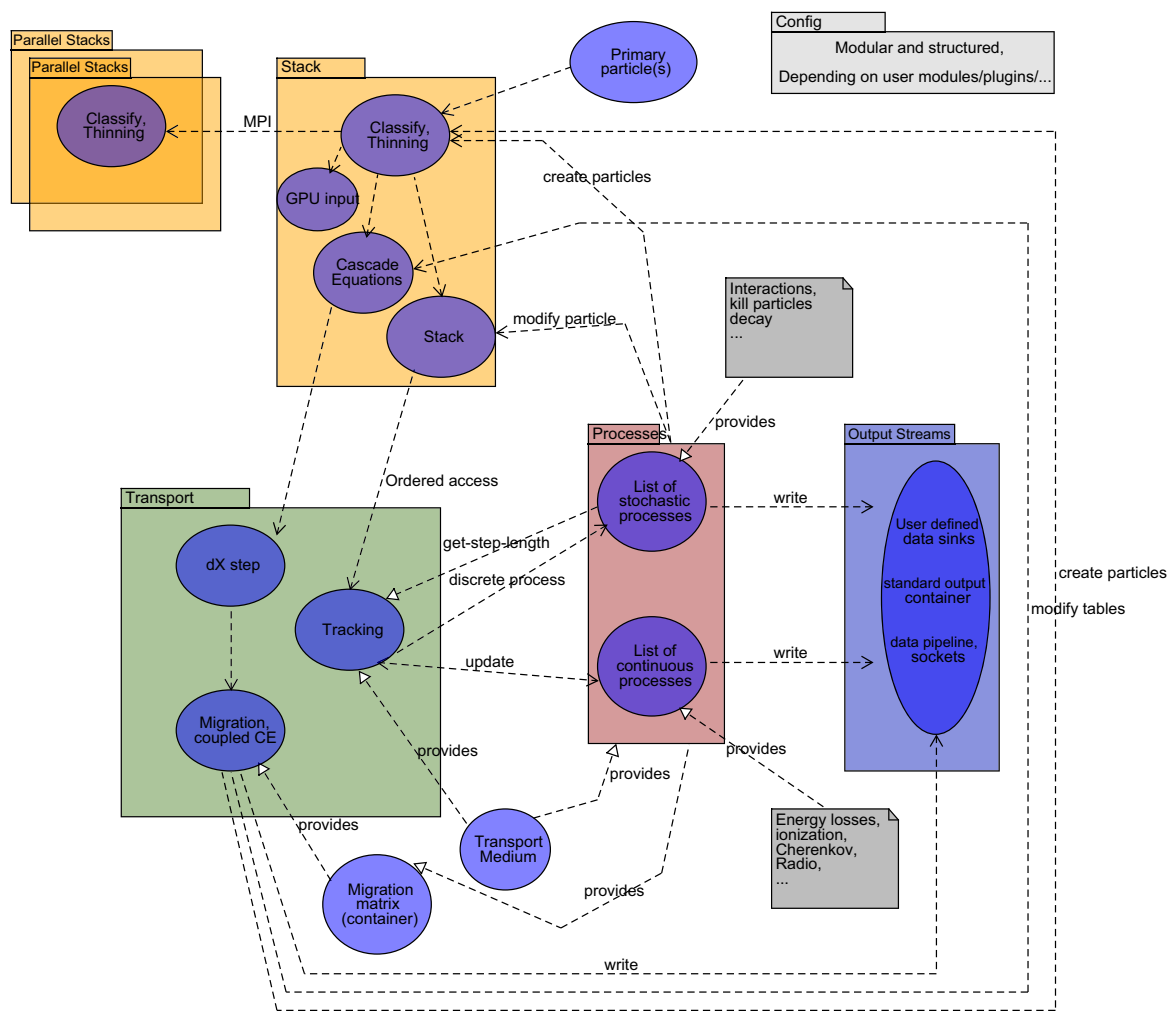 Parallel Stacks
Parallel Stacks
Classify,
Thinning
MPI
Stack
Classify,
Thinning
GPU input
Cascade
Equations
Stack
Primary
particle(s)
Config
Modular and structured,
Depending on user modules/plugins/...
create particles
modify particle
Interactions,
kill particles
decay
...
provides
Ordered access
Transport
dX step
Tracking
Migration,
coupled CE
get-step-length
discrete process
update
Processes
List of
stochastic
processes
List of
continuous
processes
write
write
Output Streams
User defined
data sinks
standard output
container
data pipeline,
sockets
create particles
modify tables
provides
provides
provides
provides
Transport
Medium
Migration
matrix
(container)
provides
Energy losses,
ionization,
Cherenkov,
Radio,
...
write